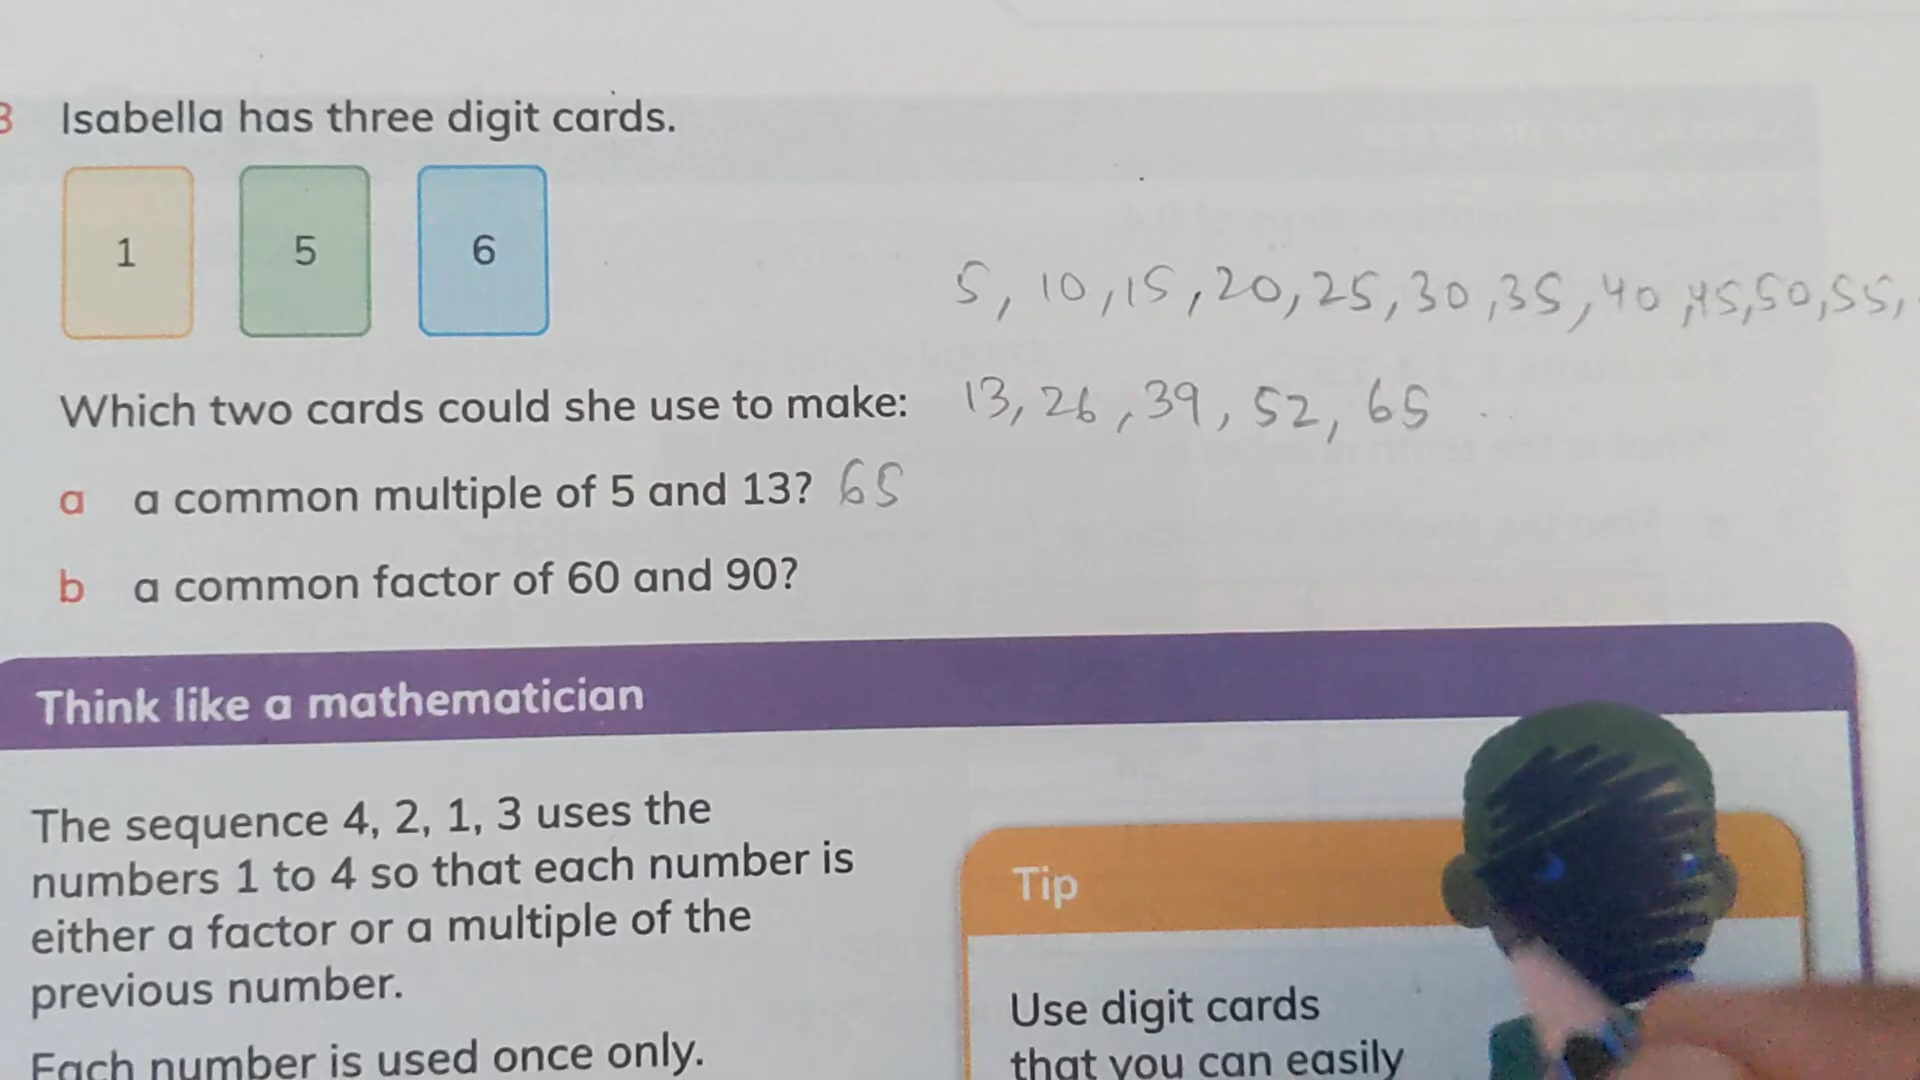 3 Isabella has three digit cards.
1 5 6
5, 10, 15, 20, 25, 30, 35, 40, 45, 50, 55,
Which two cards could she use to make: 13, 26, 39, 52, 65
a a common multiple of 5 and 13? 65
b a common factor of 60 and 90?
Think like a mathematician
The sequence 4, 2, 1, 3 uses the
numbers 1 to 4 so that each number is
either a factor or a multiple of the
previous number.
Each number is used once only.
Tip
Use digit cards
that you can easily